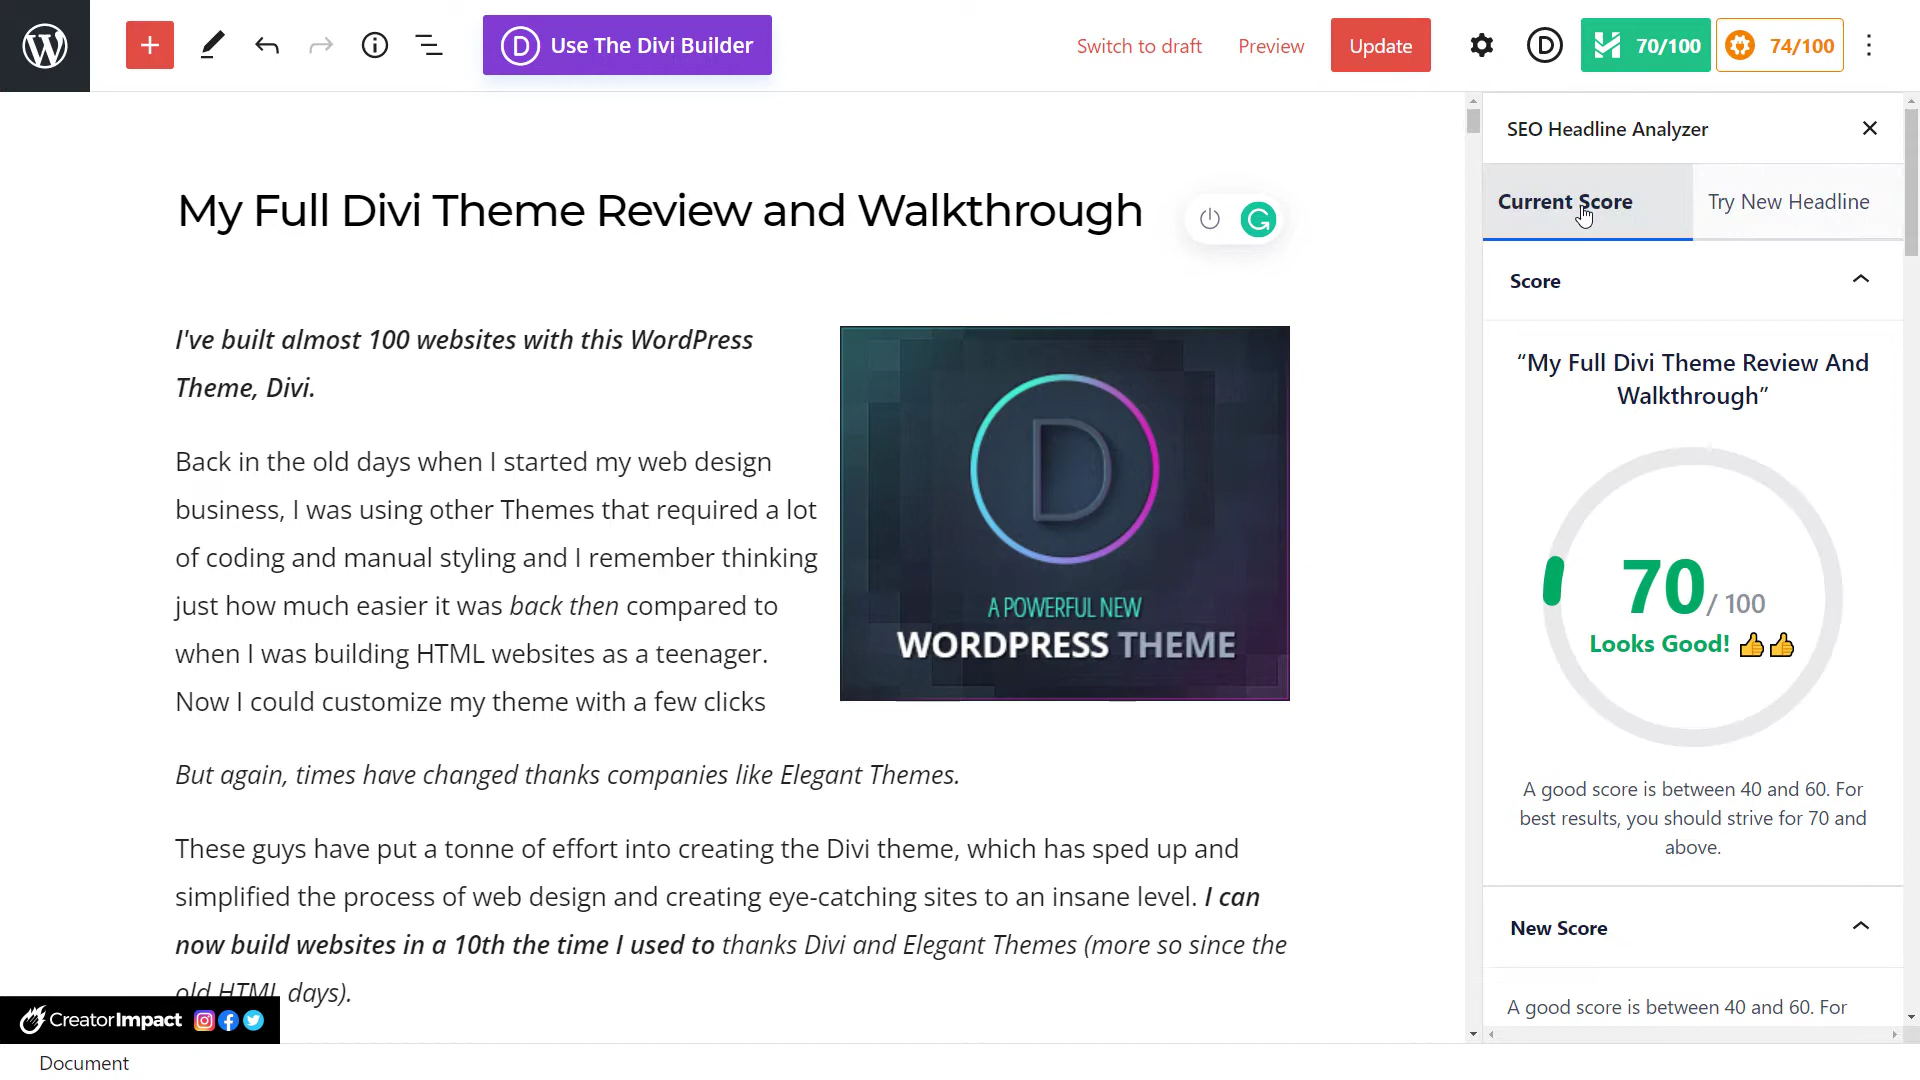 D Use The Divi Builder
Switch to draft
Preview
Update
D
70/100
74/100
My Full Divi Theme Review and Walkthrough
I've built almost 100 websites with this WordPress
Theme, Divi.
Back in the old days when I started my web design
business, I was using other Themes that required a lot
of coding and manual styling and I remember thinking
just how much easier it was back then compared to
when I was building HTML websites as a teenager.
Now I could customize my theme with a few clicks
D
A POWERFUL NEW
WORDPRESS THEME
But again, times have changed thanks companies like Elegant Themes.
These guys have put a tonne of effort into creating the Divi theme, which has sped up and
simplified the process of web design and creating eye-catching sites to an insane level. I can
now build websites in a 10th the time I used to thanks Divi and Elegant Themes (more so since the
old HTML days).
CreatorImpact
Document
SEO Headline Analyzer
Current Score
Try New Headline
Score
“My Full Divi Theme Review And
Walkthrough”
70 / 100
Looks Good! 👍👍
A good score is between 40 and 60. For
best results, you should strive for 70 and
above.
New Score
A good score is between 40 and 60. For